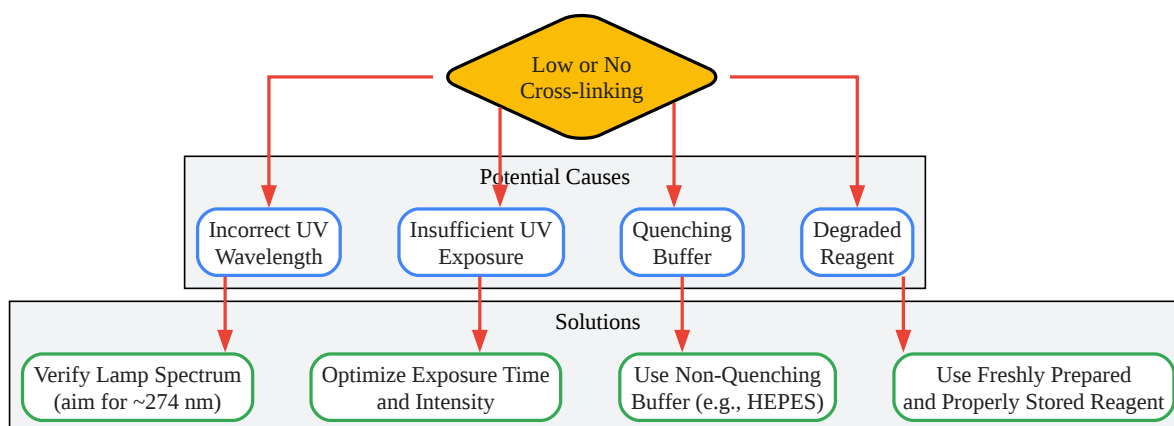 Low or No
Cross-linking
Potential Causes
Incorrect UV
Wavelength
Insufficient UV
Exposure
Quenching
Buffer
Degraded
Reagent
Solutions
Verify Lamp Spectrum
(aim for ~274 nm)
Optimize Exposure Time
and Intensity
Use Non-Quenching
Buffer (e.g., HEPES)
Use Freshly Prepared
and Properly Stored Reagent